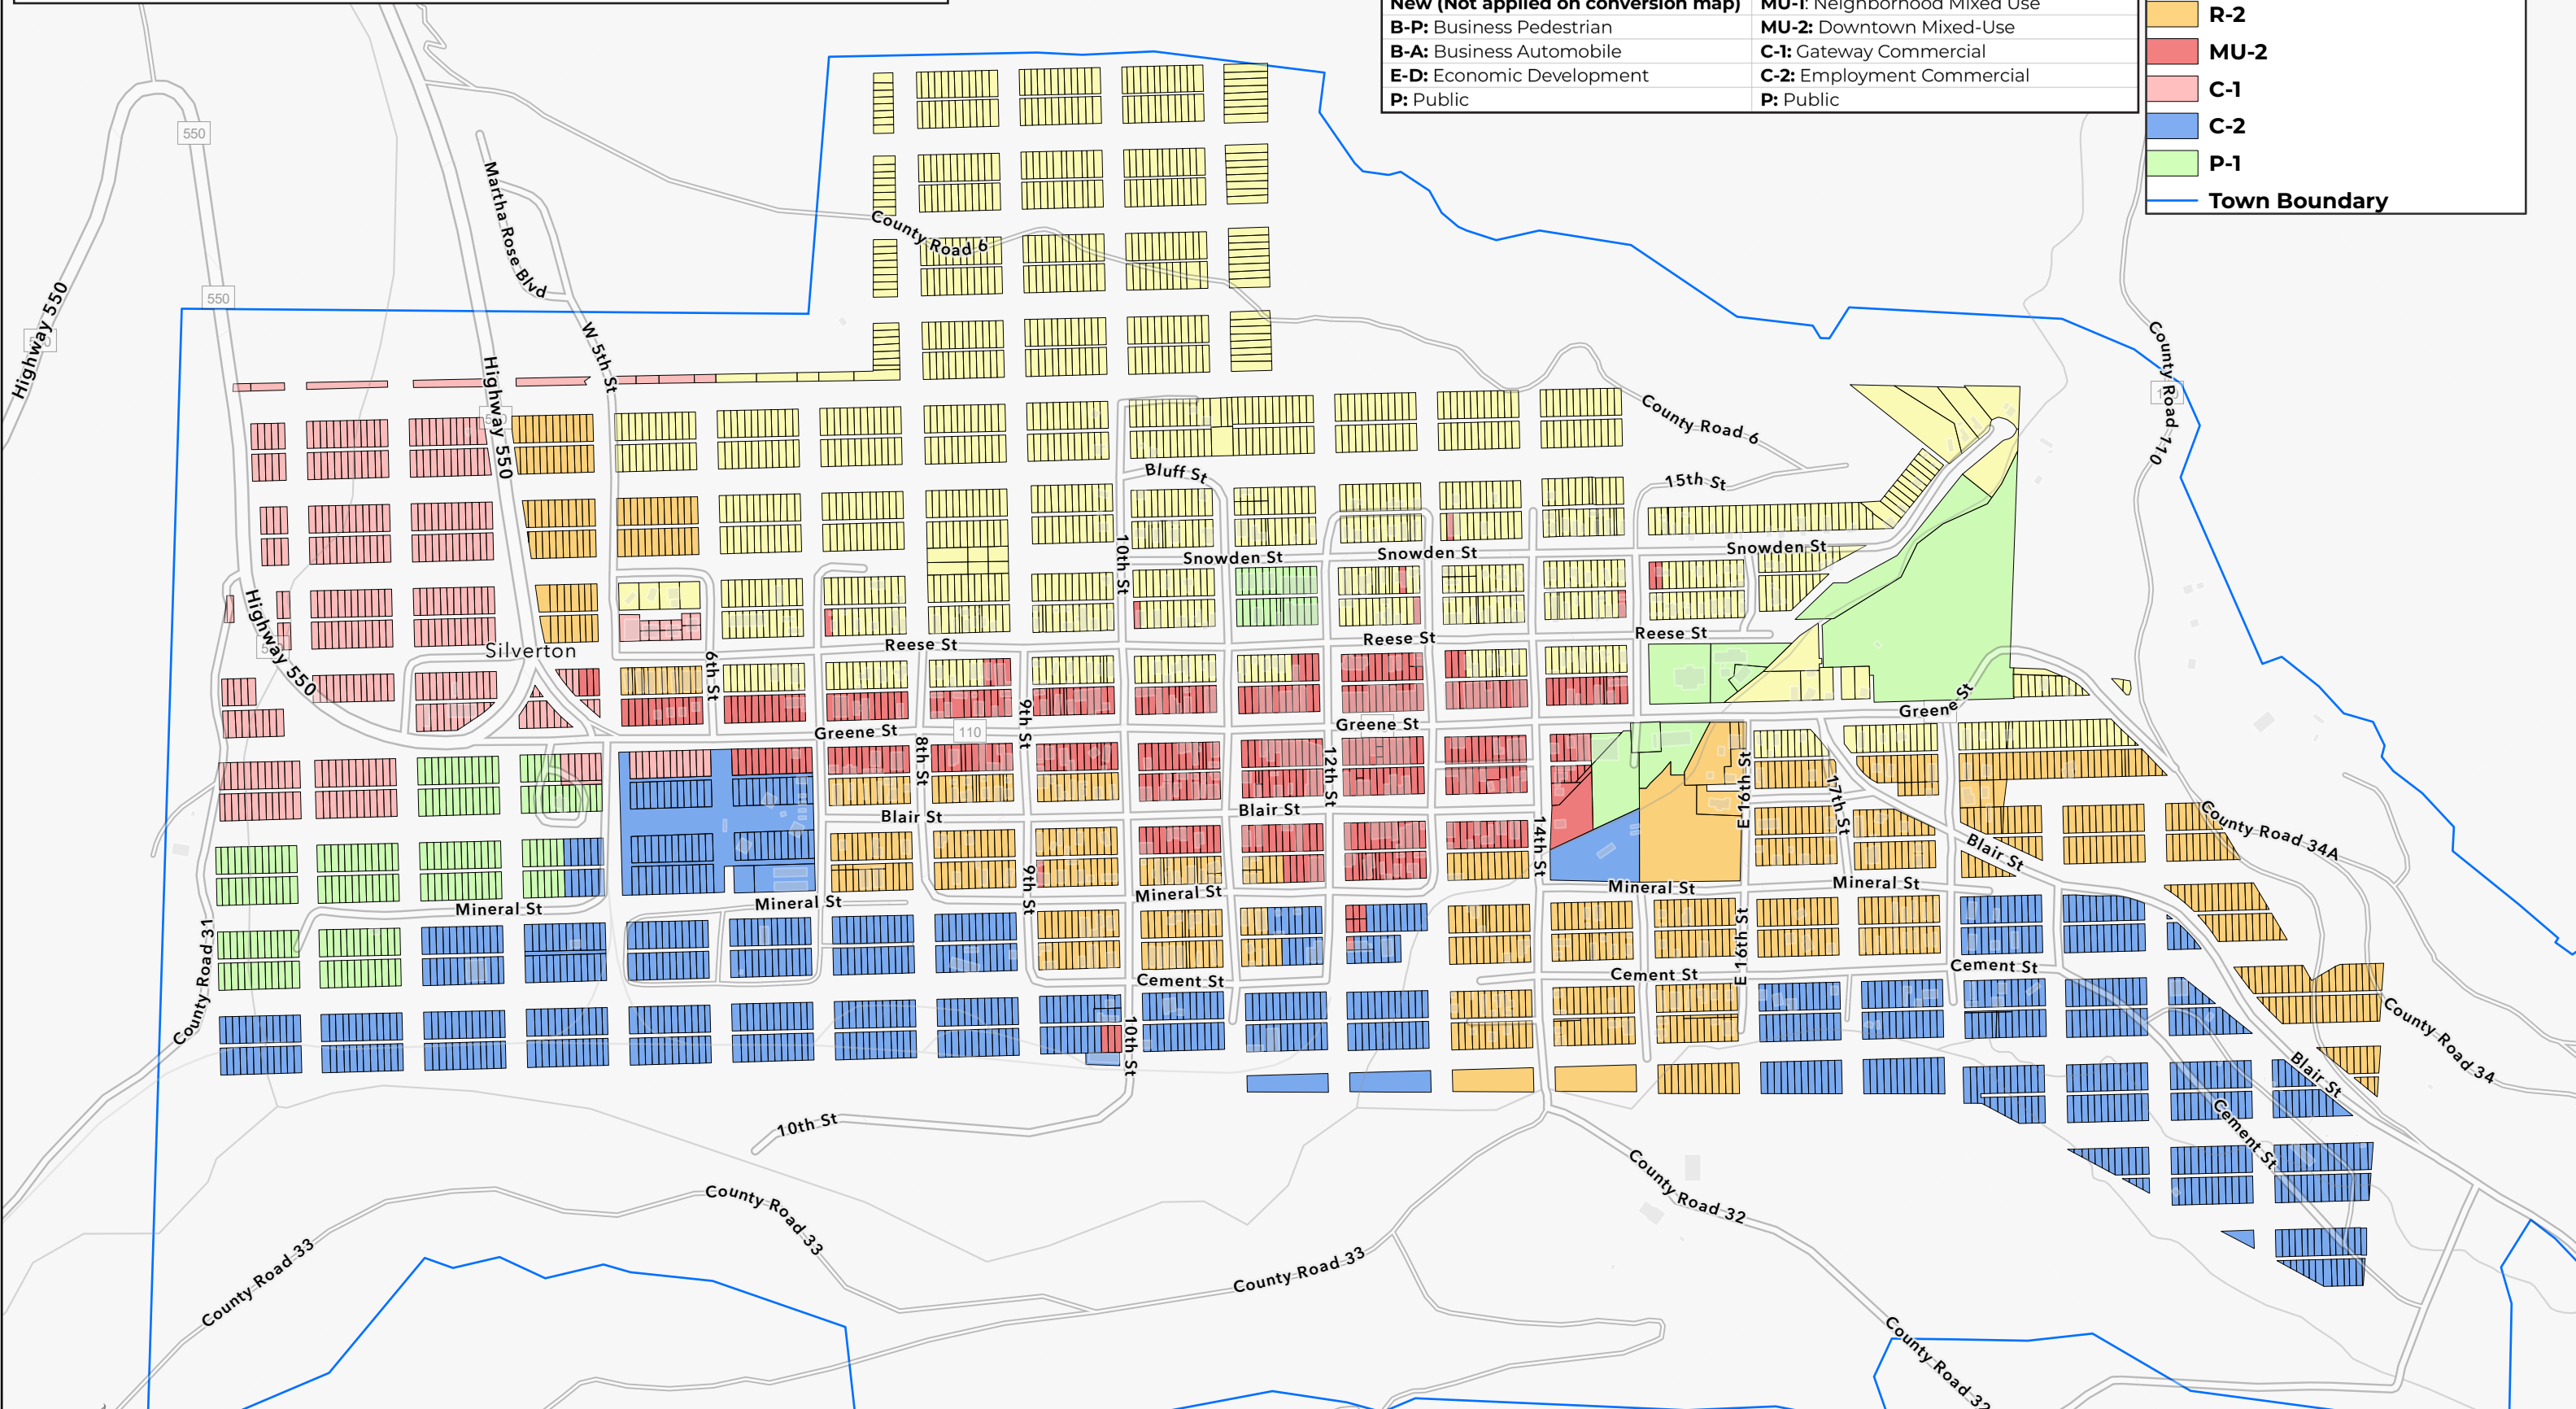 New (Not applied on conversion map) MU-1: Neighborhood Mixed Use
B-P: Business Pedestrian MU-2: Downtown Mixed-Use
B-A: Business Automobile C-1: Gateway Commercial
E-D: Economic Development C-2: Employment Commercial
P: Public P: Public
R-2
MU-2
C-1
C-2
P-1
Town Boundary
550
Martha Rose Blvd
County Road 6
550
Highway 550
W 5th St
Highway 550
County Road 110
County Road 6
Bluff St
15th St
10th St
Snowden St
Snowden St
Snowden St
Highway 550
Silverton
Reese St
Reese St
Reese St
6th St
9th St
Greene St
110
Greene St
Greene St
8th St
12th St
E 16th St
17th St
Blair St
Blair St
14th St
Blair St
County Road 34A
9th St
Mineral St
Mineral St
Mineral St
Mineral St
Mineral St
County Road 31
E 16th St
Cement St
Cement St
Cement St
County Road 34
10th St
Blair St
10th St
Cement St
County Road 32
County Road 33
County Road 33
County Road 33
County Road 32